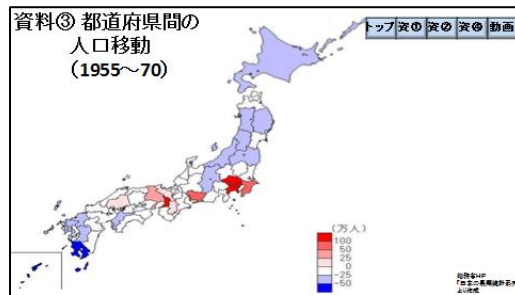 資料③ 都道府県間の
人口移動
(1955～70)
トップ 資① 資② 資④ 動画
(万人)
100
50
25
0
-25
-50
総務省HP
「日本の長期統計系列」
より作成